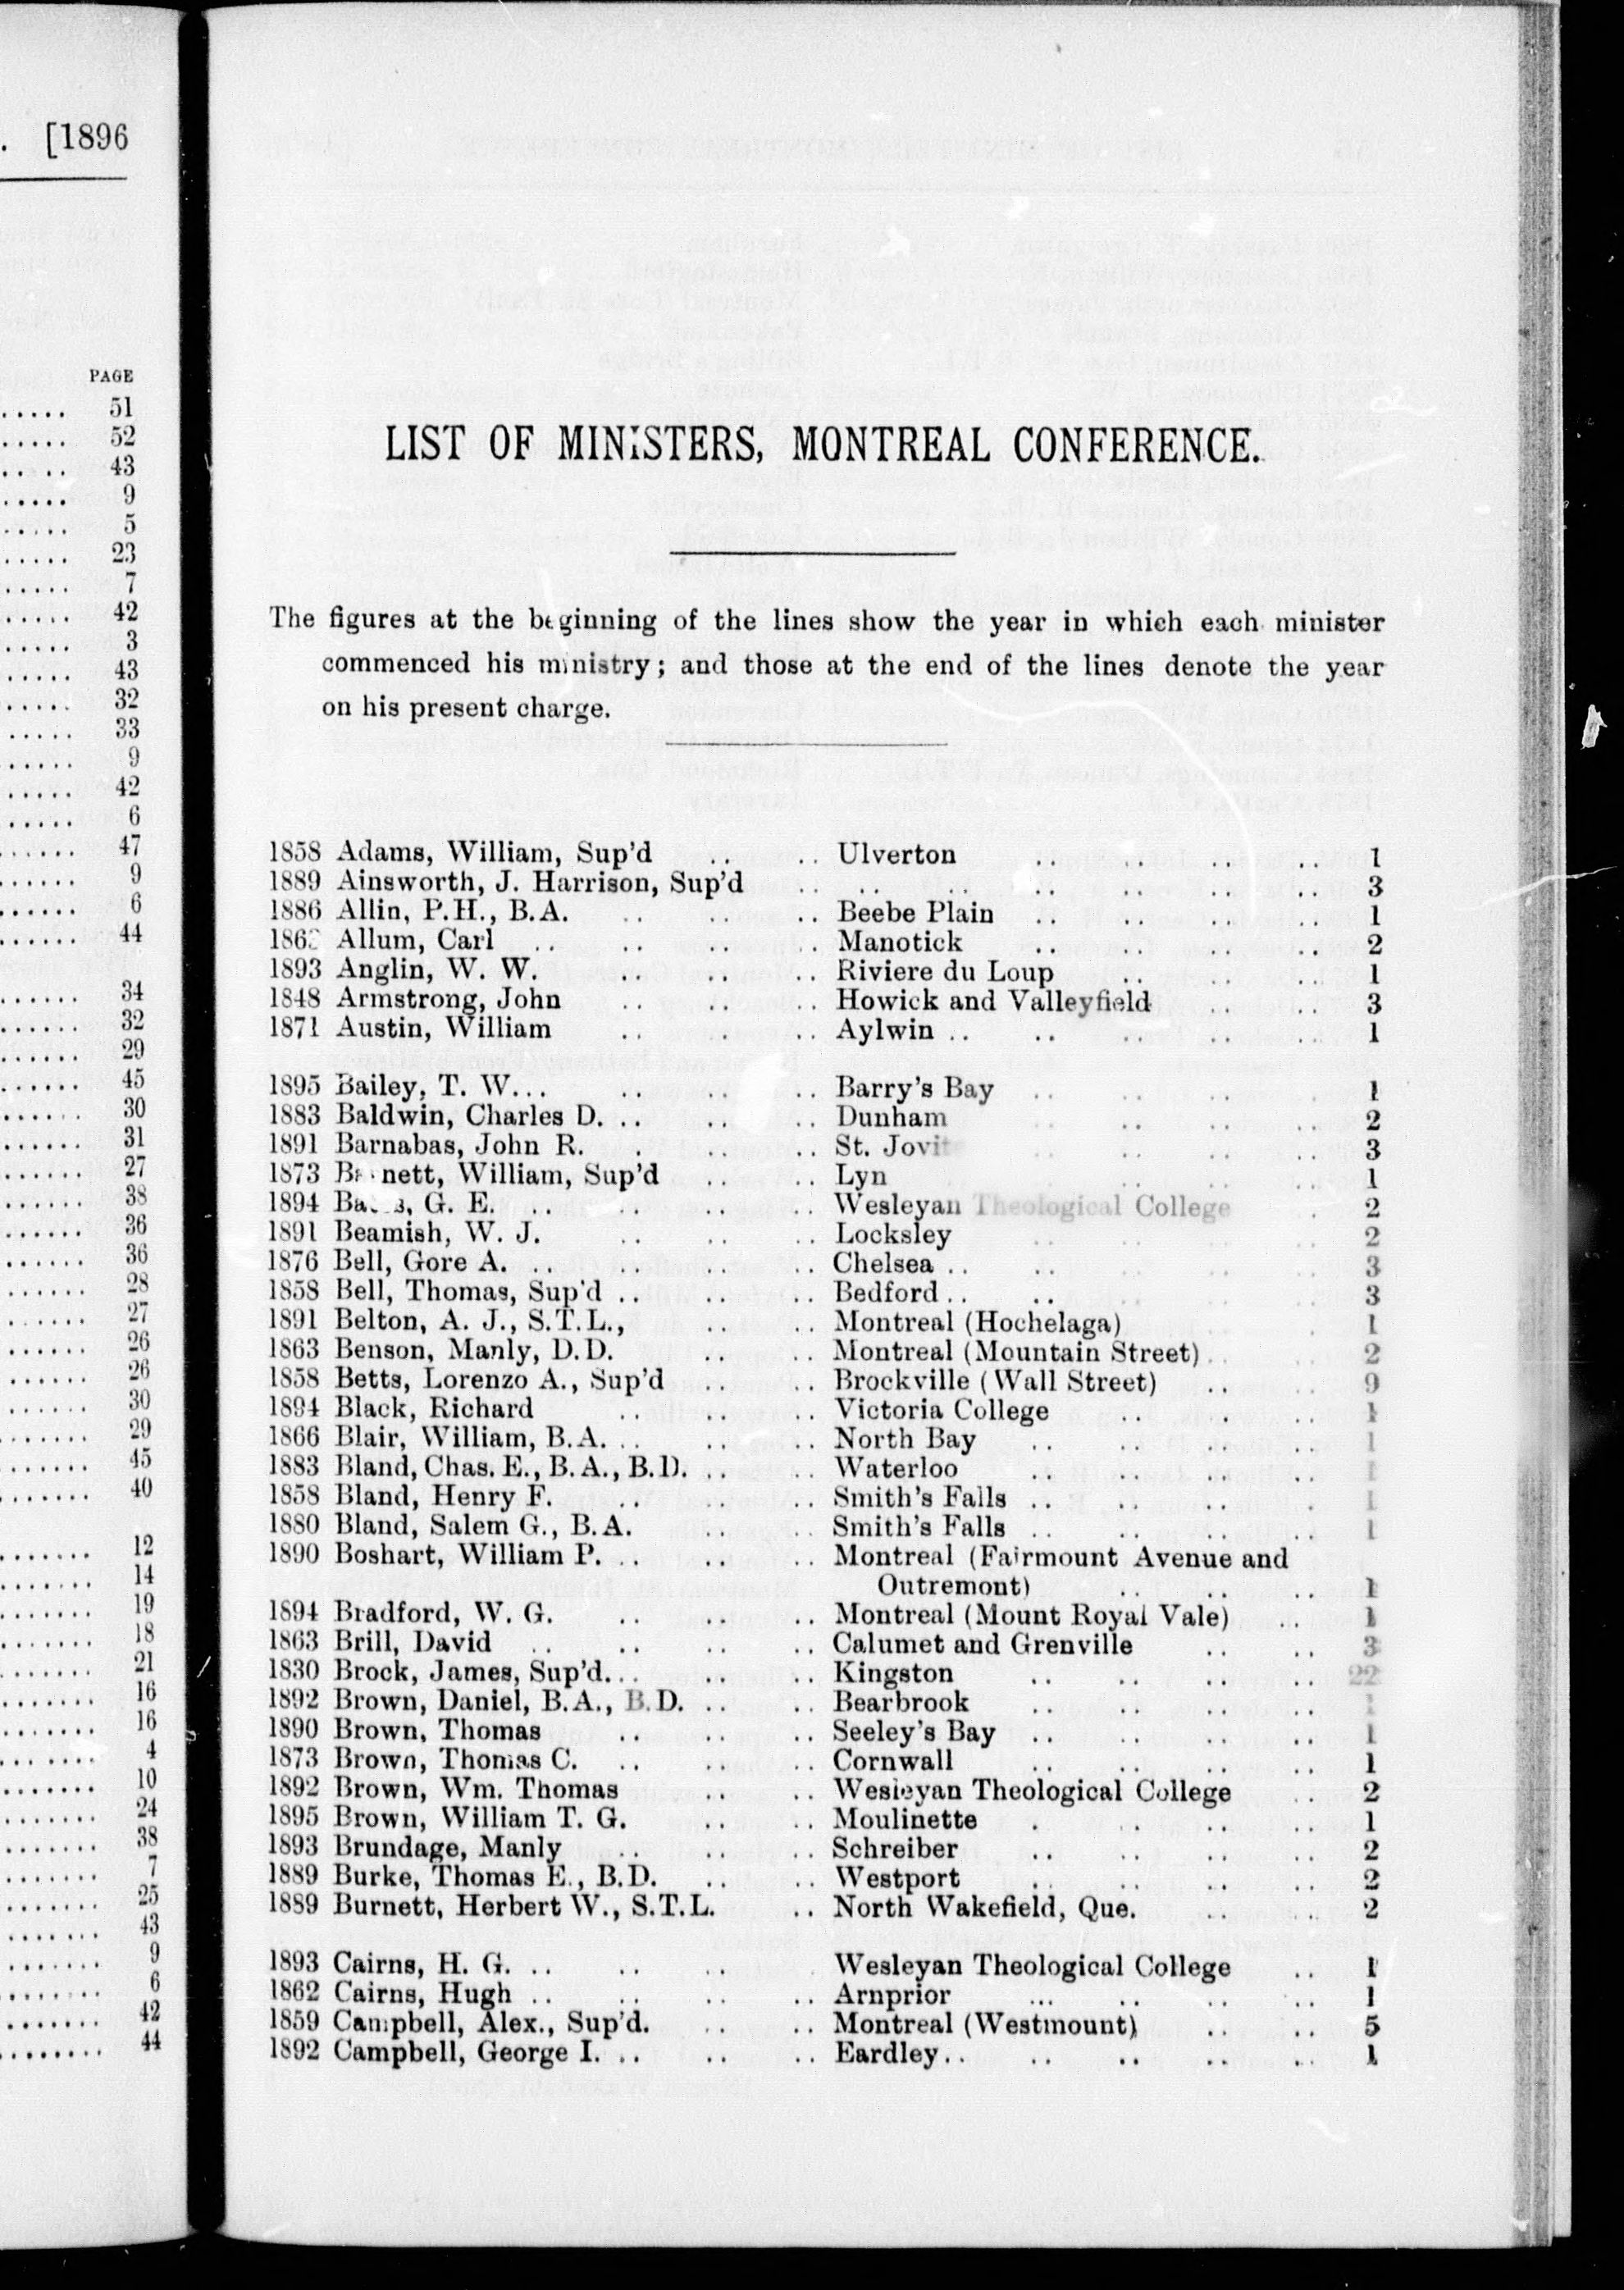 . [1896
PAGE
..... 51
..... 52
..... 43
..... 9
..... 5
..... 23
..... 7
..... 42
..... 3
..... 43
..... 32
..... 33
..... 9
..... 42
..... 6
...... 47
...... 9
...... 6
...... 44
...... 34
...... 32
...... 29
...... 45
...... 30
...... 31
...... 27
...... 38
...... 36
...... 36
...... 28
...... 27
...... 26
...... 26
...... 30
...... 29
...... 45
....... 40
....... 12
....... 14
....... 19
....... 18
....... 21
....... 16
....... 16
....... 4
....... 10
....... 24
....... 38
....... 7
....... 25
....... 43
....... 9
....... 6
....... 42
........ 44
LIST OF MINISTERS, MONTREAL CONFERENCE.
The figures at the beginning of the lines show the year in which each minister
commenced his ministry; and those at the end of the lines denote the year
on his present charge.
1858 Adams, William, Sup'd .. .. Ulverton .. .. .. .. 1
1889 Ainsworth, J. Harrison, Sup'd .. .. .. .. .. .. .. 3
1886 Allin, P.H., B.A. .. .. .. Beebe Plain .. .. .. .. 1
Allum, Carl .. .. .. .. Manotick .. .. .. .. 2
1893 Anglin, W. W. .. .. .. Riviere du Loup .. .. .. 1
1848 Armstrong, John .. .. .. Howick and Valleyfield .. .. 3
1871 Austin, William .. .. .. Aylwin .. .. .. .. .. 1
1895 Bailey, T. W... .. .. .. Barry's Bay .. .. .. .. 1
1883 Baldwin, Charles D. .. .. .. Dunham .. .. .. .. 2
1891 Barnabas, John R. . .. .. St. Jovite .. .. .. .. 3
1873 Barnett, William, Sup'd .. .. Lyn .. .. .. 1
1894 G. E. .. .. .. .. Wesleyan Theological College .. 2
1891 Beamish, W. J. .. .. .. Locksley .. .. .. .. 2
1876 Bell, Gore A. .. .. .. .. Chelsea .. .. .. .. .. 3
1858 Bell, Thomas, Sup'd .. .. .. Bedford .. .. .. .. 3
1891 Belton, A. J., S.T.L., .. .. Montreal (Hochelaga) . 1
1863 Benson, Manly, D.D. .. .. Montreal (Mountain Street) .. .. 2
1858 Betts, Lorenzo A., Sup'd .. .. Brockville (Wall Street) .. .. 9
1894 Black, Richard .. .. .. Victoria College .. .. .. 1
1866 Blair, William, B.A. .. .. .. North Bay .. .. .. .. 1
1883 Bland, Chas. E., B.A., B.D. .. .. Waterloo .. .. .. .. 1
1858 Bland, Henry F. .. .. .. Smith's Falls .. .. .. .. 1
1880 Bland, Salem G., B.A. .. .. Smith's Falls .. .. .. .. 1
1890 Boshart, William P. .. .. .. Montreal (Fairmount Avenue and
Outremont) .. .. .. 1
1894 Bradford, W. G. .. .. .. Montreal (Mount Royal Vale) .. 1
1863 Brill, David .. .. .. .. Calumet and Grenville .. .. 3
1830 Brock, James, Sup'd. .. .. .. Kingston .. .. .. .. 22
1892 Brown, Daniel, B.A., B.D. .. .. Bearbrook .. .. .. .. 1
1890 Brown, Thomas .. .. .. Seeley's Bay .. .. .. .. 1
1873 Brown, Thomas C. .. .. .. Cornwall .. .. .. .. 1
1892 Brown, Wm. Thomas .. .. Wesleyan Theological College .. 2
1895 Brown, William T. G. .. .. Moulinette . .. .. .. 1
1893 Brundage, Manly .. .. .. Schreiber .. .. .. .. 2
1889 Burke, Thomas E., B.D. .. .. Westport .. .. .. .. 2
1889 Burnett, Herbert W., S.T.L. .. North Wakefield, Que. .. .. 2
1893 Cairns, H. G. .. .. .. . Wesleyan Theological College .. 1
1862 Cairns, Hugh .. .. .. .. Arnprior ... .. .. .. 1
1859 Campbell, Alex., Sup'd. .. .. Montreal (Westmount) .. .. 5
1892 Campbell, George I. .. .. .. Eardley .. .. .. .. .. 1